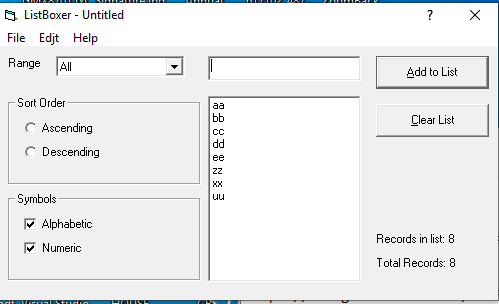 ListBoxer - Untitled
File Edjt Help
Range All
Add to List
Sort Order
Ascending
Descending
aa
bb
cc
dd
ee
zz
xx
uu
Clear List
Symbols
Alphabetic
Numeric
Records in list: 8
Total Records: 8